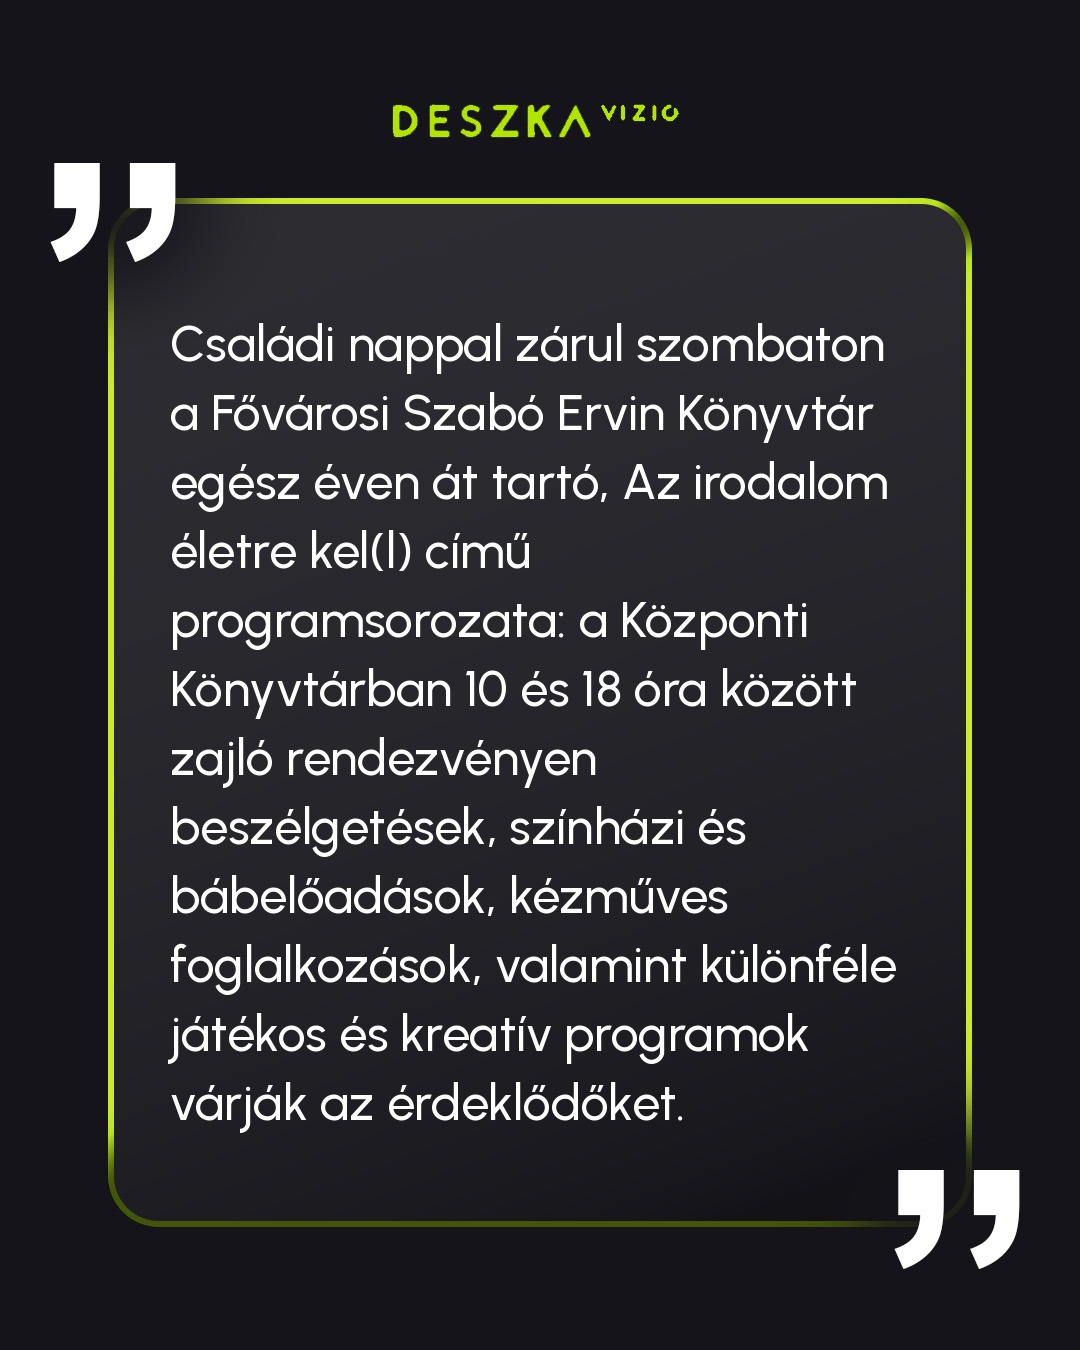 DESZKA VIZIO
”
Családi nappal zárul szombaton
a Fővárosi Szabó Ervin Könyvtár
egész éven át tartó, Az irodalom
életre kel(l) című
programsorozata: a Központi
Könyvtárban 10 és 18 óra között
zajló rendezvényen
beszélgetések, színházi és
bábelőadások, kézműves
foglalkozások, valamint különféle
játékos és kreatív programok
várják az érdeklődőket.
”